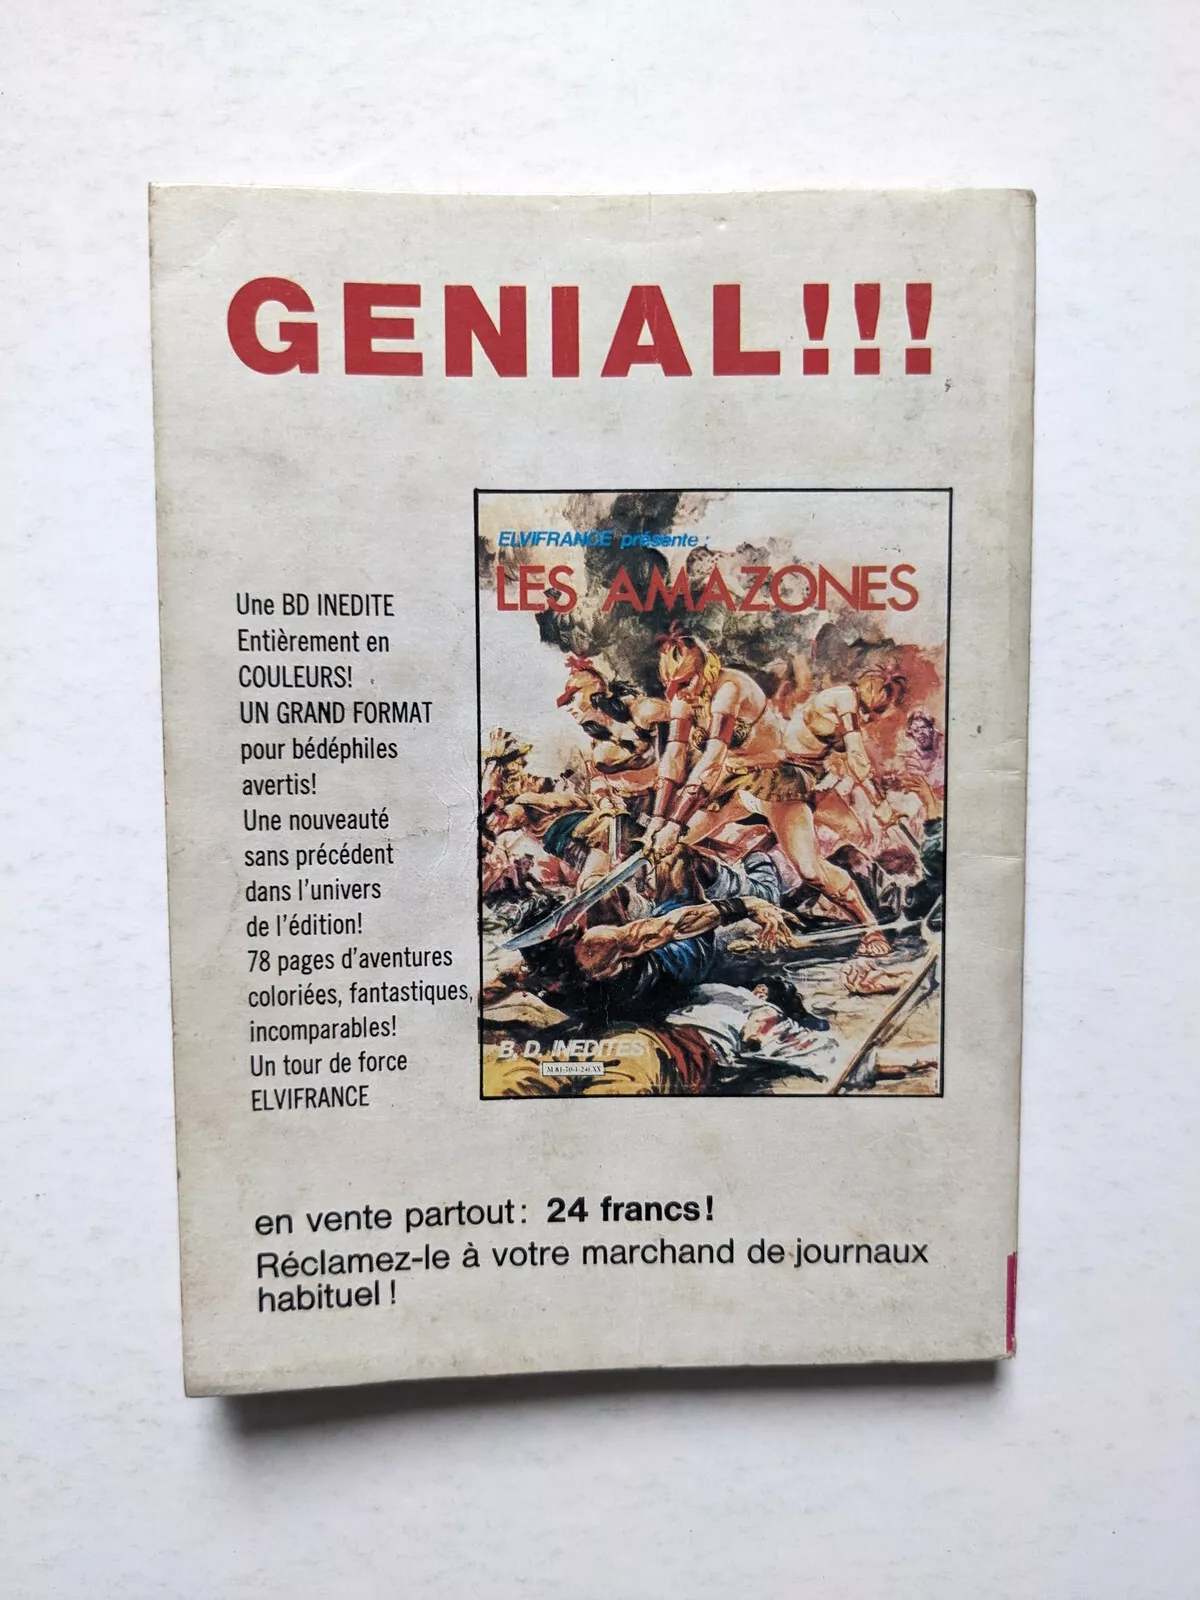 GENIAL!!!
Une BD INEDITE
Entièrement en
COULEURS!
UN GRAND FORMAT
pour bédéphiles
avertis!
Une nouveauté
sans précédent
dans l'univers
de l'édition!
78 pages d'aventures
coloriées, fantastiques,
incomparables!
Un tour de force
ELVIFRANCE
ELVIFRANCE présente :
LES AMAZONES
B. D. INEDITES
en vente partout: 24 francs!
Réclamez-le à votre marchand de journaux
habituel!